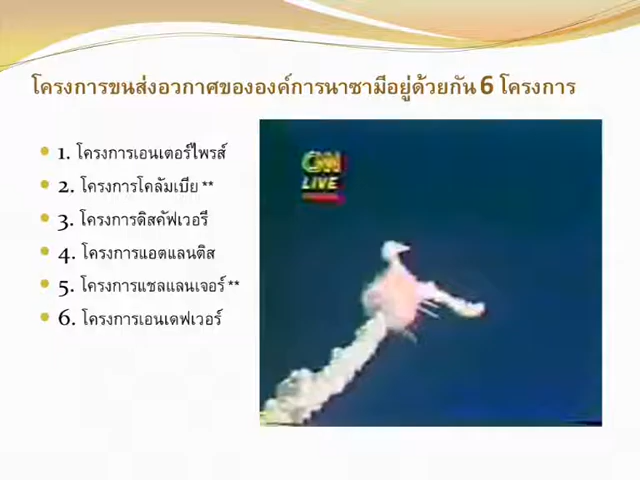 โครงการขนส่งอวกาศขององค์การนาซามีอยู่ด้วยกัน 6 โครงการ
1. โครงการเอนเตอร์ไพรส์
2. โครงการโคลัมเบีย **
3. โครงการดิสคัฟเวอรี
4. โครงการแอตแลนติส
5. โครงการแชลแลนเจอร์ **
6. โครงการเอนเดฟเวอร์
CNN
LIVE